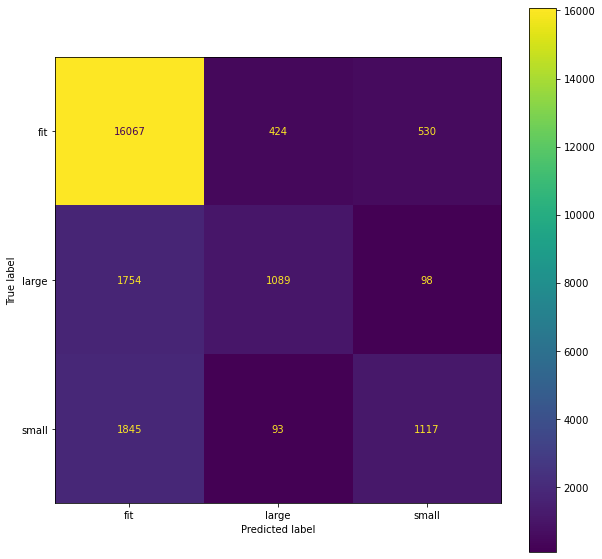 16000
14000
12000
10000
8000
6000
4000
2000
True label
fit
16067 424 530
large
1754 1089 98
small
1845 93 1117
fit large small
Predicted label